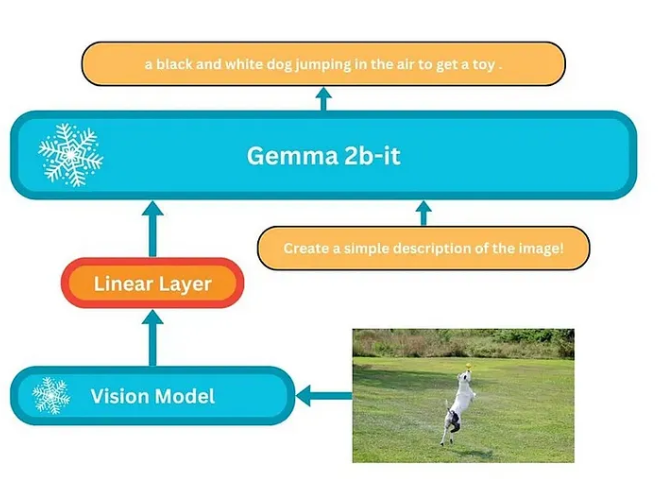 a black and white dog jumping in the air to get a toy .
Gemma 2b-it
Create a simple description of the image!
Linear Layer
Vision Model